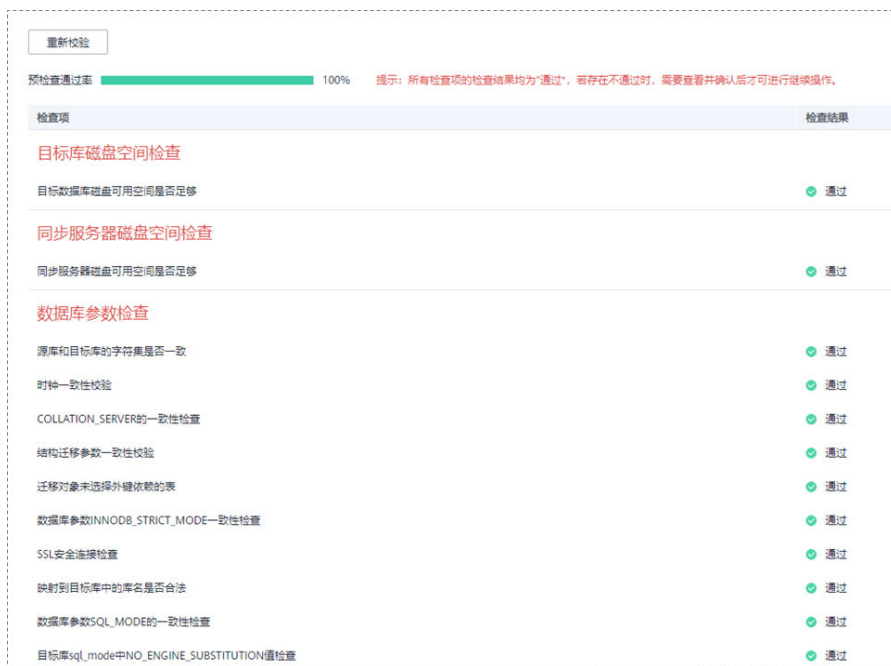 重新校验
预检查通过率 100% 提示：所有检查项的检查结果均为"通过"，若存在不通过时，需要查看并确认后才可进行继续操作。
检查项 检查结果
目标库磁盘空间检查
目标数据库磁盘可用空间是否足够 通过
同步服务器磁盘空间检查
同步服务器磁盘可用空间是否足够 通过
数据库参数检查
源库和目标库的字符集是否一致 通过
时钟一致性校验 通过
COLLATION_SERVER的一致性检查 通过
结构迁移参数一致性校验 通过
迁移对象未选择外键依赖的表 通过
数据库参数INNODB_STRICT_MODE一致性检查 通过
SSL安全连接检查 通过
映射到目标库中的库名是否合法 通过
数据库参数SQL_MODE的一致性检查 通过
目标库sql_mode中NO_ENGINE_SUBSTITUTION值检查 通过